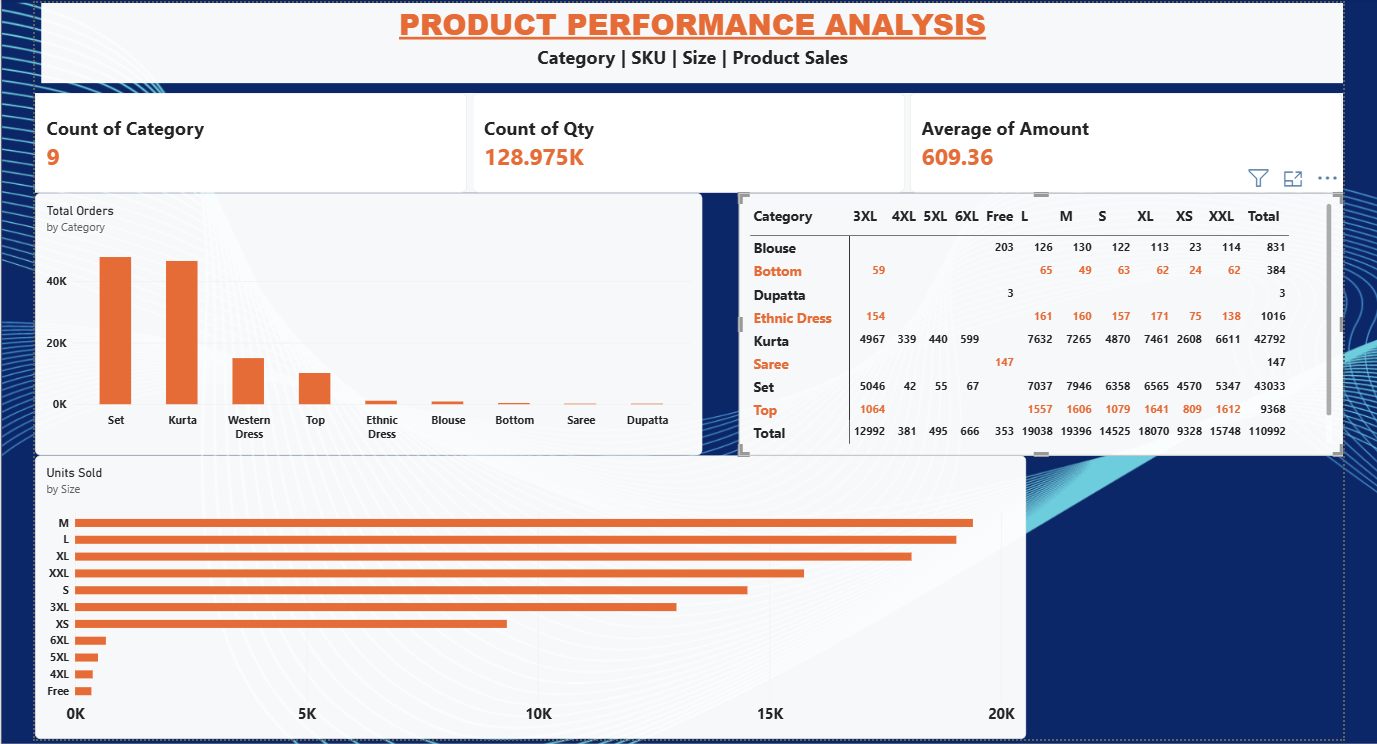 PRODUCT PERFORMANCE ANALYSIS
Category | SKU | Size | Product Sales
Count of Category
9
Count of Qty
128.975K
Average of Amount
609.36
Total Orders
by Category
40K
20K
0K
Set Kurta Western Dress Top Ethnic Dress Blouse Bottom Saree Dupatta
Category 3XL 4XL 5XL 6XL Free L M S XL XS XXL Total
Blouse 203 126 130 122 113 23 114 831
Bottom 59 65 49 63 62 24 62 384
Dupatta 3 3
Ethnic Dress 154 161 160 157 171 75 138 1016
Kurta 4967 339 440 599 7632 7265 4870 7461 2608 6611 42792
Saree 147 147
Set 5046 42 55 67 7037 7946 6358 6565 4570 5347 43033
Top 1064 1557 1606 1079 1641 809 1612 9368
Total 12992 381 495 666 353 19038 19396 14525 18070 9328 15748 110992
Units Sold
by Size
M
L
XL
XXL
S
3XL
XS
6XL
5XL
4XL
Free
0K 5K 10K 15K 20K